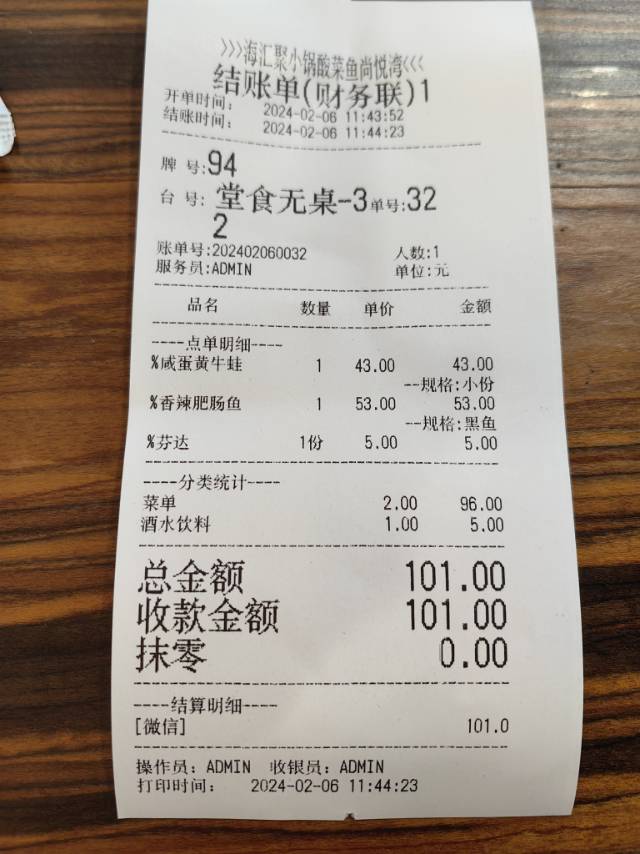 >>>海汇聚小锅酸菜鱼尚悦湾<<<
结账单(财务联)1
开单时间: 2024-02-06 11:43:52
结账时间: 2024-02-06 11:44:23
牌 号:94
台 号: 堂食无桌-3 单号:32
2
账单号:202402060032 人数:1
服务员:ADMIN 单位:元
品名 数量 单价 金额
----点单明细----
%咸蛋黄牛蛙 1 43.00 43.00
--规格:小份
%香辣肥肠鱼 1 53.00 53.00
--规格:黑鱼
%芬达 1份 5.00 5.00
----分类统计----
菜单 2.00 96.00
酒水饮料 1.00 5.00
总金额 101.00
收款金额 101.00
抹零 0.00
----结算明细----
[微信] 101.0
操作员: ADMIN 收银员: ADMIN
打印时间: 2024-02-06 11:44:23